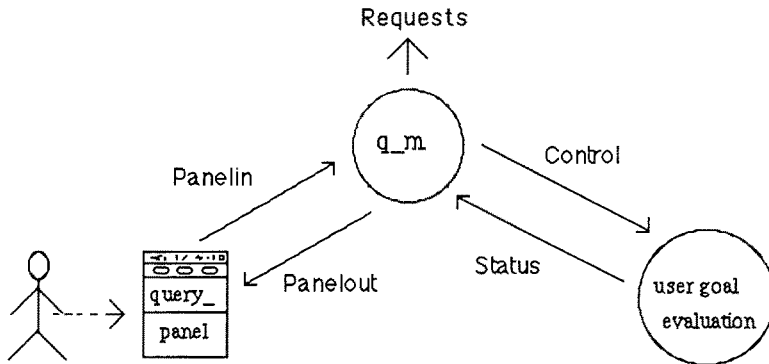 Requests
q_m
Control
Panelin
Status
Panelout
query_
panel
user goal
evaluation